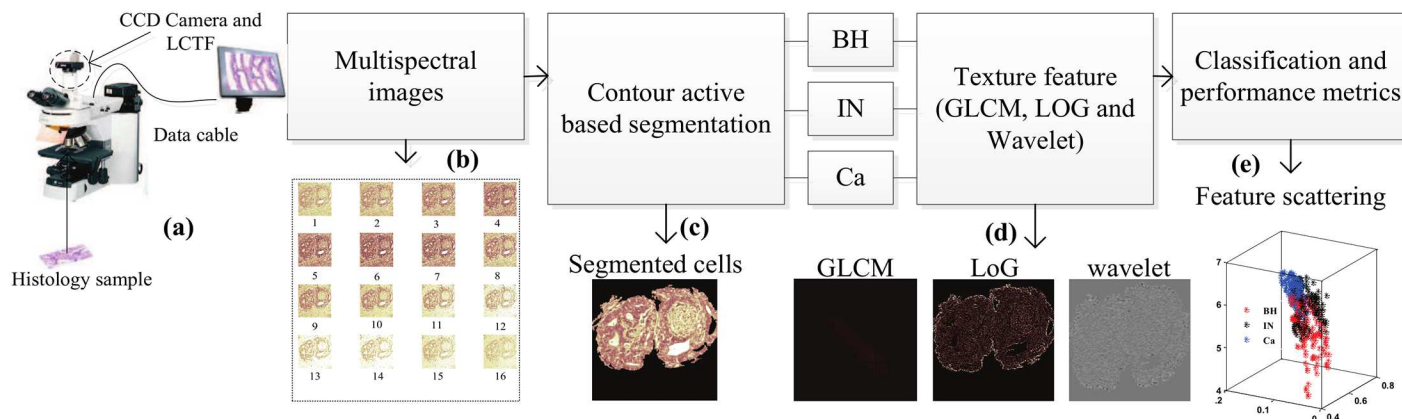 CCD Camera and
LCTF
Data cable
(a)
Histology sample
Multispectral
images
(b)
1 2 3 4
5 6 7 8
9 10 11 12
13 14 15 16
Contour active
based segmentation
(c)
Segmented cells
BH
IN
Ca
Texture feature
(GLCM, LOG and
Wavelet)
(d)
GLCM
LoG
wavelet
Classification and
performance metrics
(e)
Feature scattering
7
6
5
4
BH
IN
Ca
.2
0.1
0
0.4
0.6
0.8